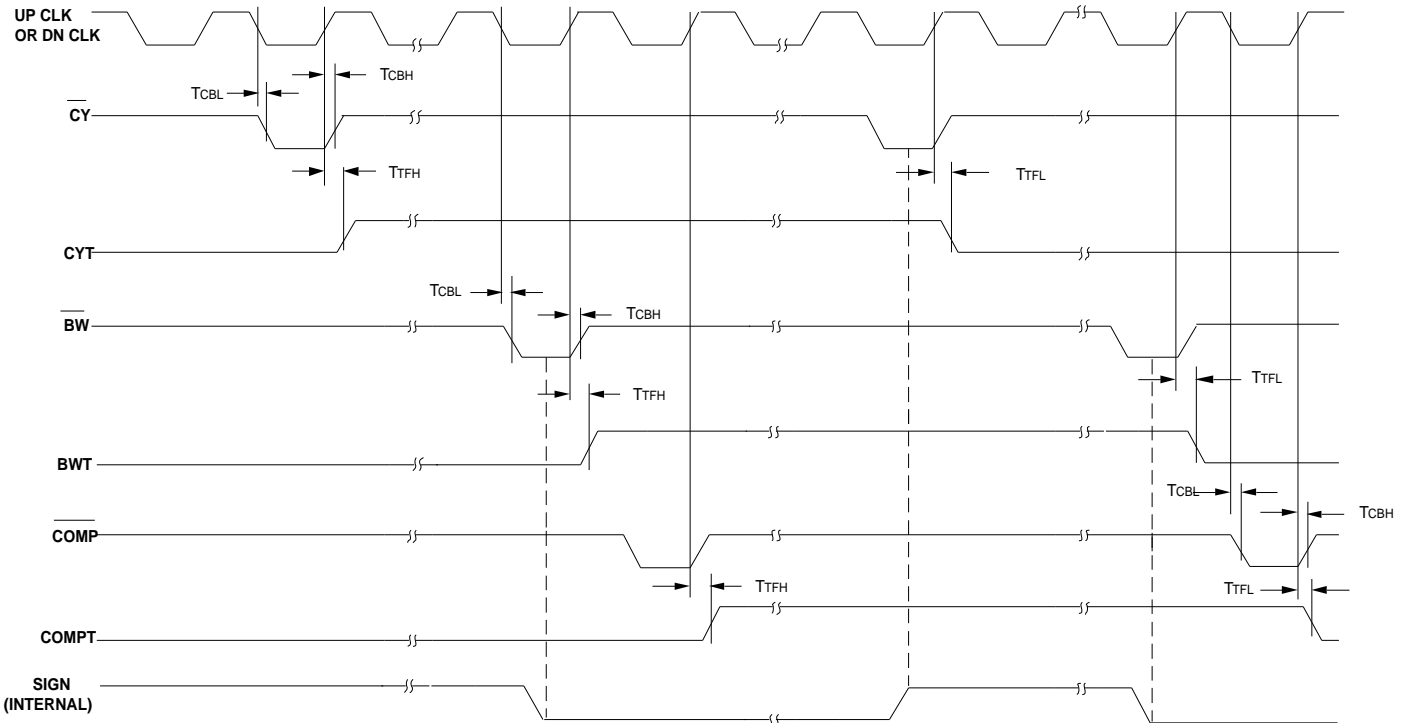 UP CLK
OR DN CLK
TCBH
TCBL
CY
TTFH
TTFL
CYT
TCBL
TCBH
BW
TTFL
TTFH
BWT
TCBL
TCBH
COMP
TTFH
TTFL
COMPT
SIGN
(INTERNAL)